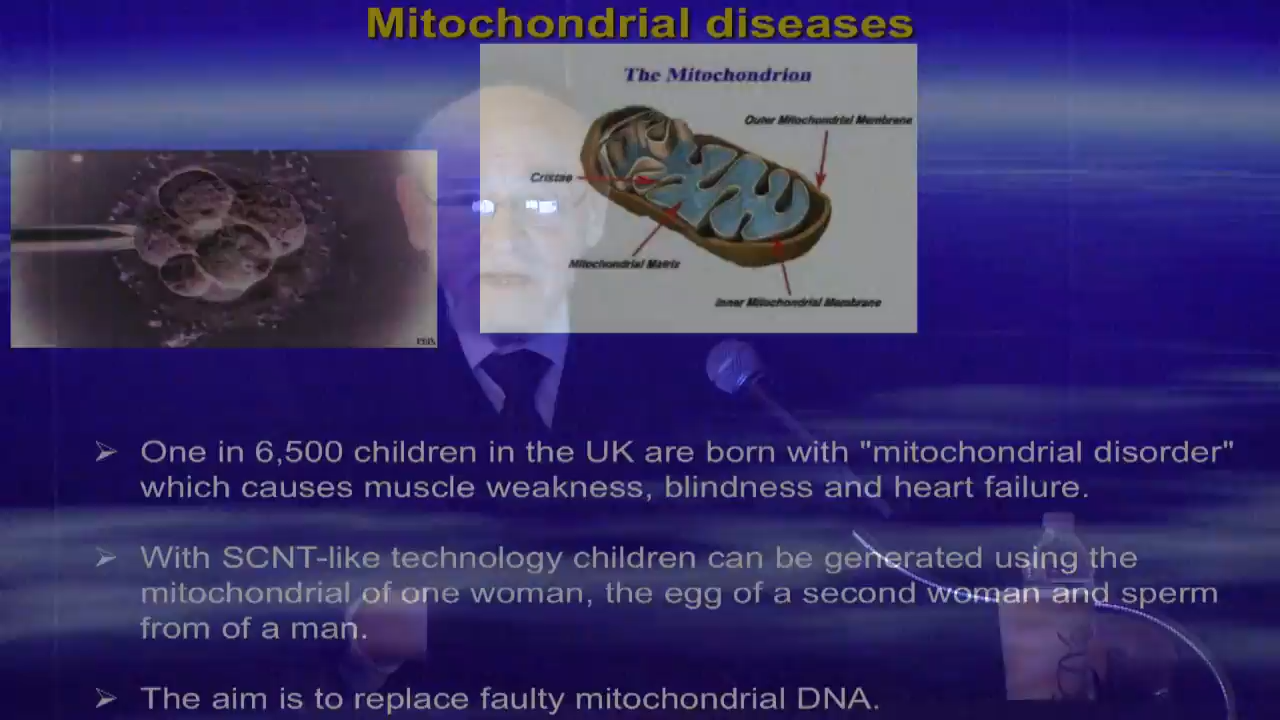 Mitochondrial diseases
The Mitochondrion
Outer Mitochondrial Membrane
Cristae
Mitochondrial Matrix
Inner Mitochondrial Membrane
➢ One in 6,500 children in the UK are born with "mitochondrial disorder"
which causes muscle weakness, blindness and heart failure.
➢ With SCNT-like technology children can be generated using the
mitochondrial of one woman, the egg of a second woman and sperm
from of a man.
➢ The aim is to replace faulty mitochondrial DNA.